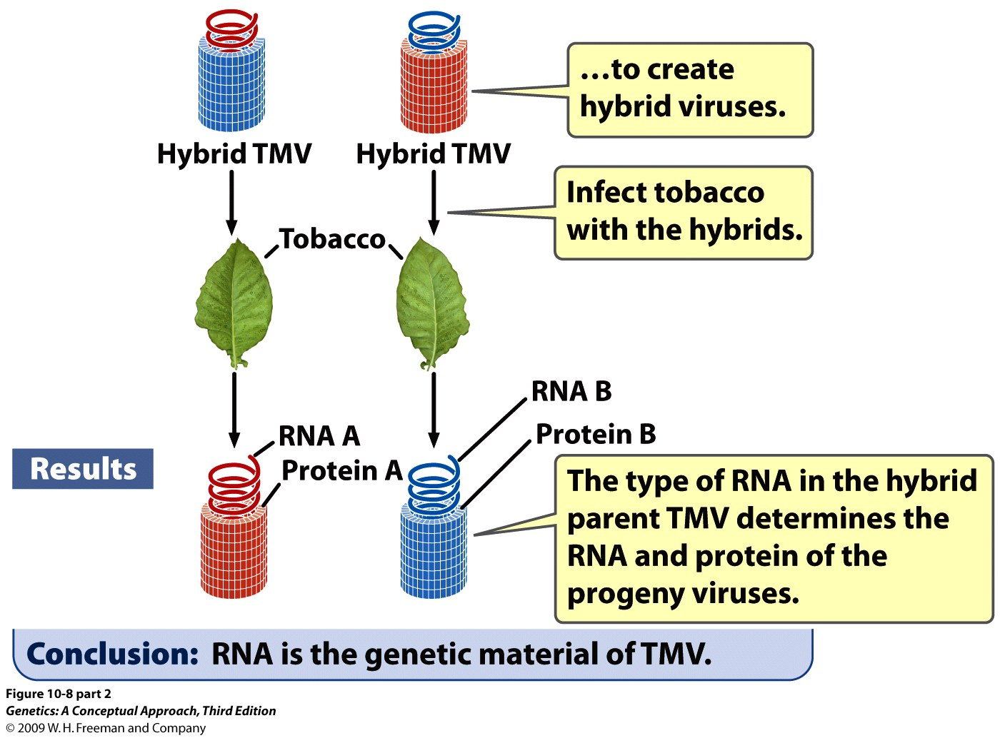 …to create
hybrid viruses.
Hybrid TMV
Hybrid TMV
Infect tobacco
with the hybrids.
Tobacco
RNA B
RNA A
Protein B
Protein A
Results
The type of RNA in the hybrid
parent TMV determines the
RNA and protein of the
progeny viruses.
Conclusion: RNA is the genetic material of TMV.
Figure 10-8 part 2
Genetics: A Conceptual Approach, Third Edition
© 2009 W. H. Freeman and Company